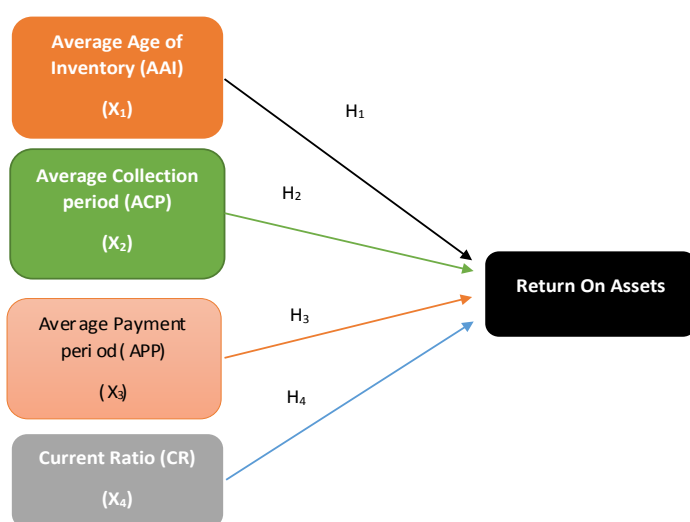 Average Age of
Inventory (AAI)
(X₁)
H₁
Average Collection
period (ACP)
(X₂)
H₂
Return On Assets
Average Payment
peri od ( APP)
( X₃)
H₃
H₄
Current Ratio (CR)
(X₄)